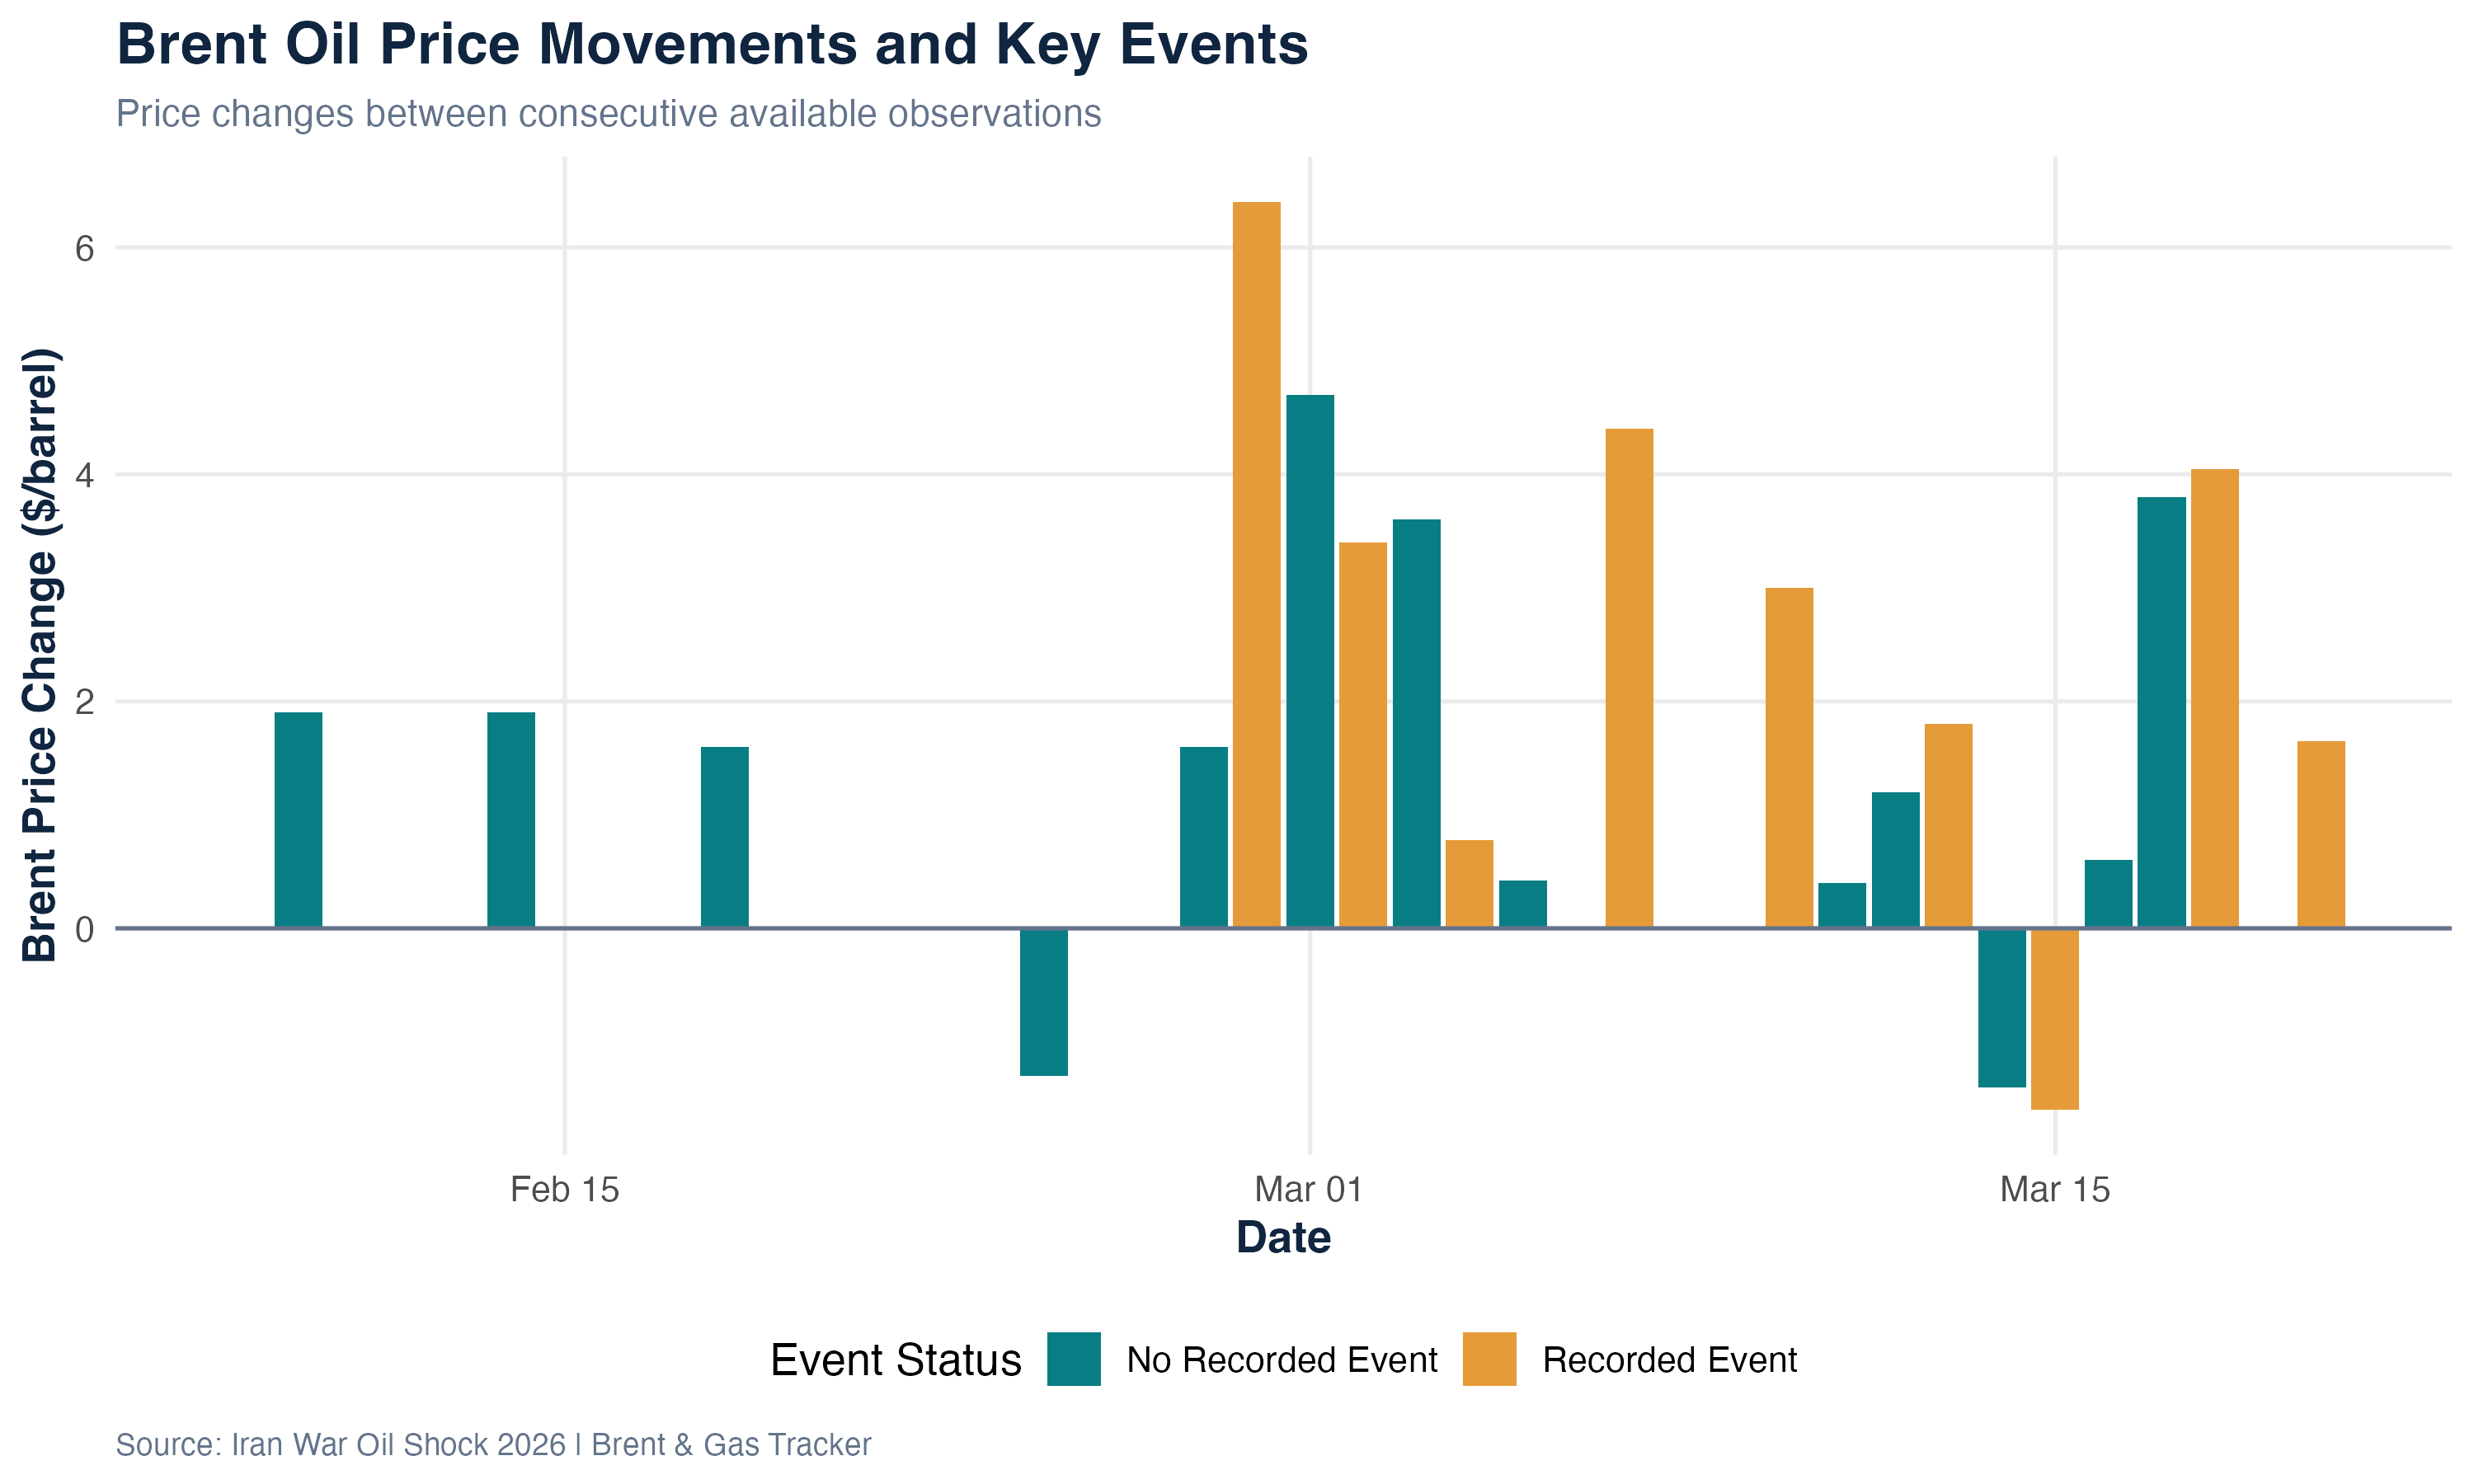 Brent Oil Price Movements and Key Events
Price changes between consecutive available observations
Brent Price Change ($/barrel)
6
4
2
0
Feb 15 Mar 01 Mar 15
Date
Event Status No Recorded Event Recorded Event
Source: Iran War Oil Shock 2026 | Brent & Gas Tracker